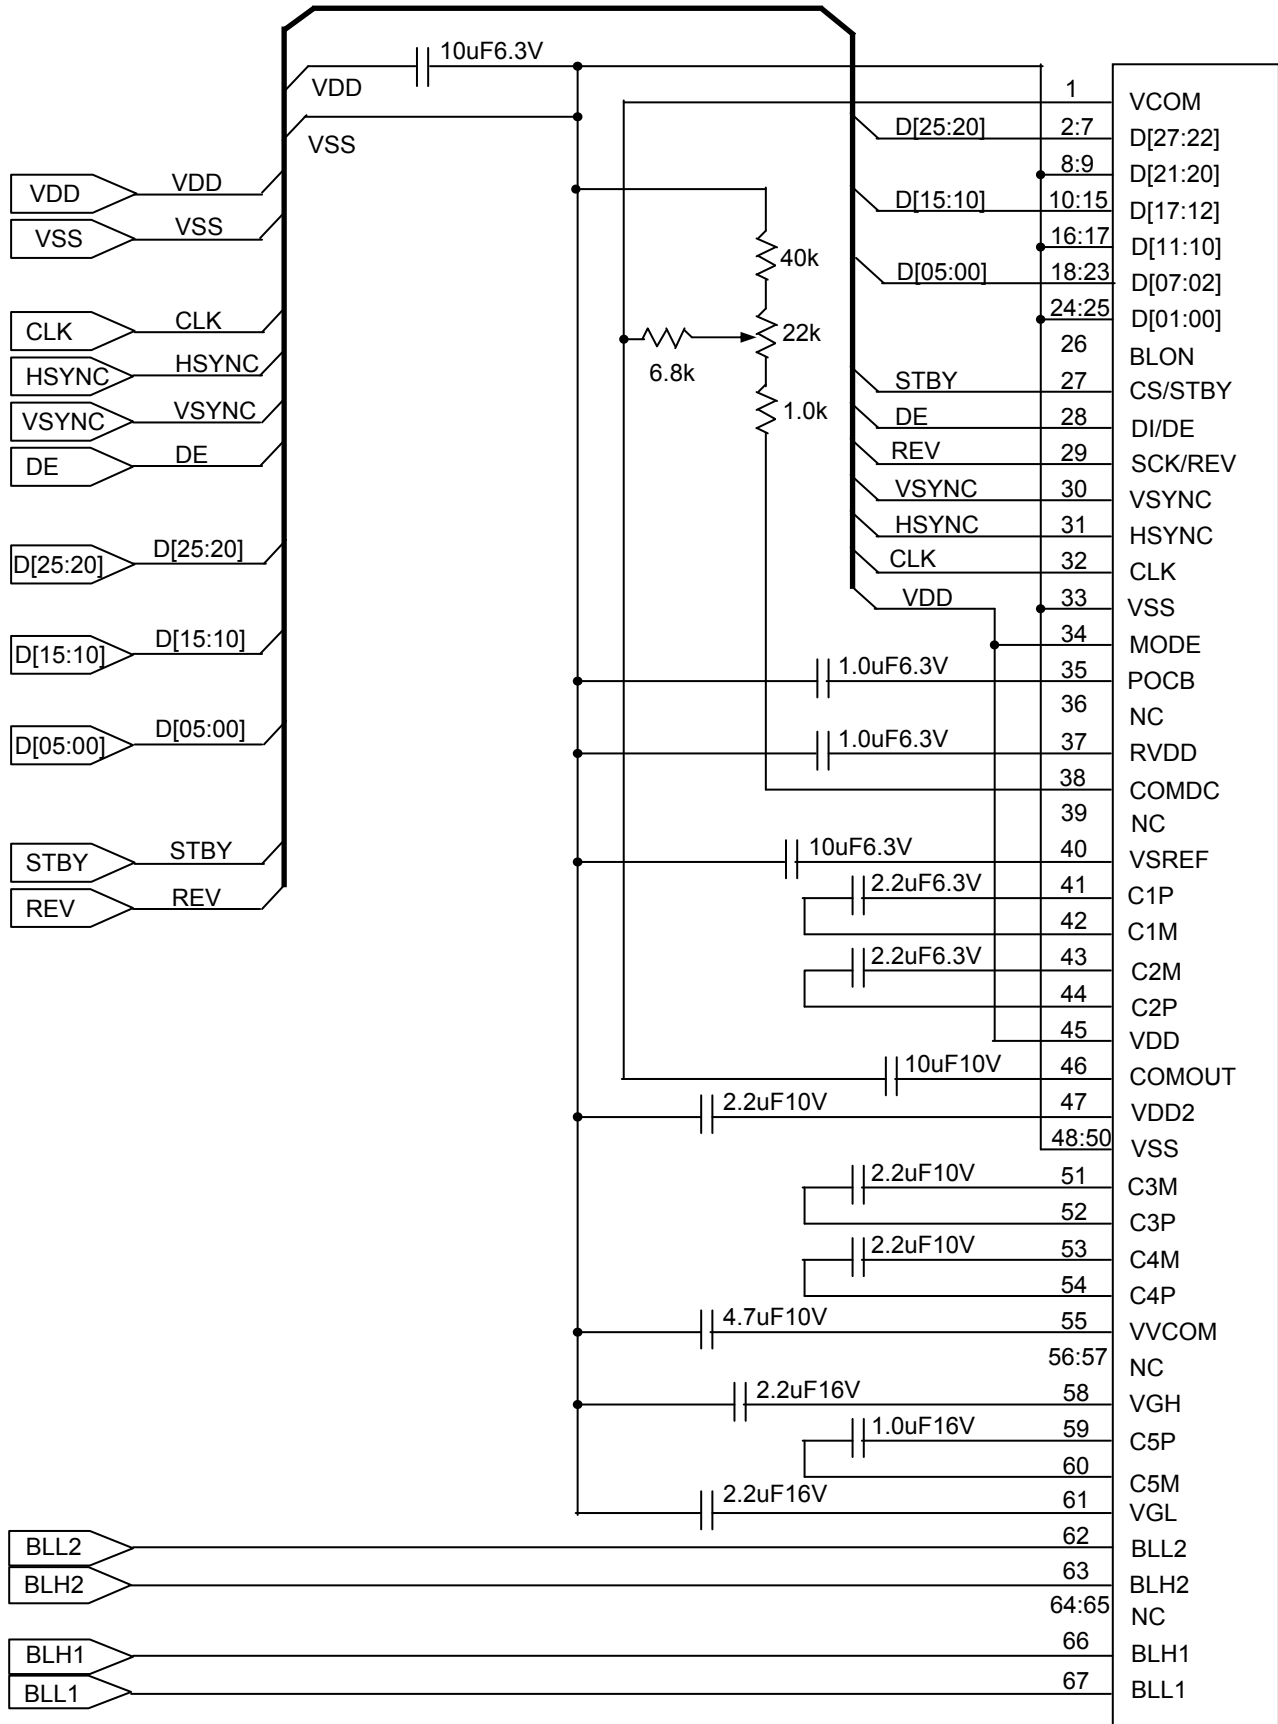 10uF6.3V
VDD
VSS
VDD VDD
VSS VSS
CLK CLK
HSYNC HSYNC
VSYNC VSYNC
DE DE
D[25:20] D[25:20]
D[15:10] D[15:10]
D[05:00] D[05:00]
STBY STBY
REV REV
40k
22k
6.8k
1.0k
1 VCOM
D[25:20] 2:7 D[27:22]
8:9 D[21:20]
D[15:10] 10:15 D[17:12]
16:17 D[11:10]
D[05:00] 18:23 D[07:02]
24:25 D[01:00]
26 BLON
STBY 27 CS/STBY
DE 28 DI/DE
REV 29 SCK/REV
VSYNC 30 VSYNC
HSYNC 31 HSYNC
CLK 32 CLK
VDD 33 VSS
34 MODE
1.0uF6.3V 35 POCB
36 NC
1.0uF6.3V 37 RVDD
38 COMDC
39 NC
10uF6.3V 40 VSREF
2.2uF6.3V 41 C1P
42 C1M
2.2uF6.3V 43 C2M
44 C2P
45 VDD
10uF10V 46 COMOUT
2.2uF10V 47 VDD2
48:50 VSS
2.2uF10V 51 C3M
52 C3P
2.2uF10V 53 C4M
54 C4P
4.7uF10V 55 VVCOM
56:57 NC
2.2uF16V 58 VGH
1.0uF16V 59 C5P
60 C5M
2.2uF16V 61 VGL
BLL2 62 BLL2
BLH2 63 BLH2
64:65 NC
BLH1 66 BLH1
BLL1 67 BLL1